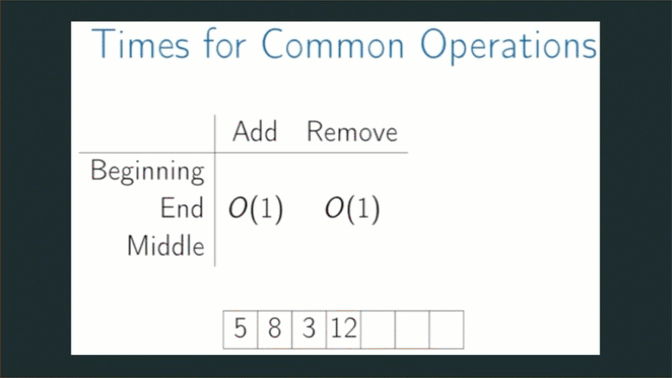 Times for Common Operations
Add Remove
Beginning
End O(1) O(1)
Middle
5 8 3 12